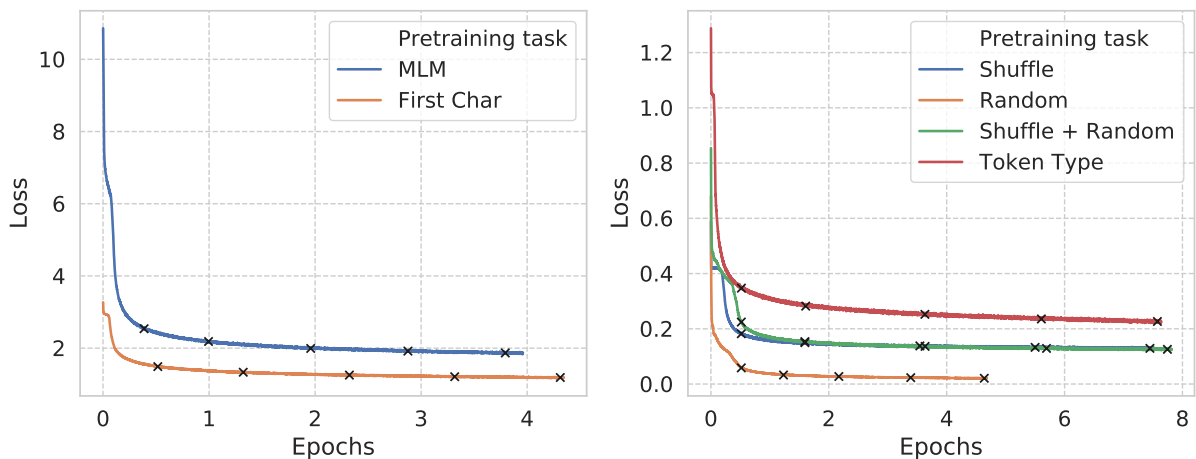 Pretraining task
MLM
First Char
10
8
6
4
2
Loss
0
1
2
3
4
Epochs
Pretraining task
Shuffle
Random
Shuffle + Random
Token Type
1.2
1.0
0.8
0.6
0.4
0.2
0.0
Loss
0
2
4
6
8
Epochs